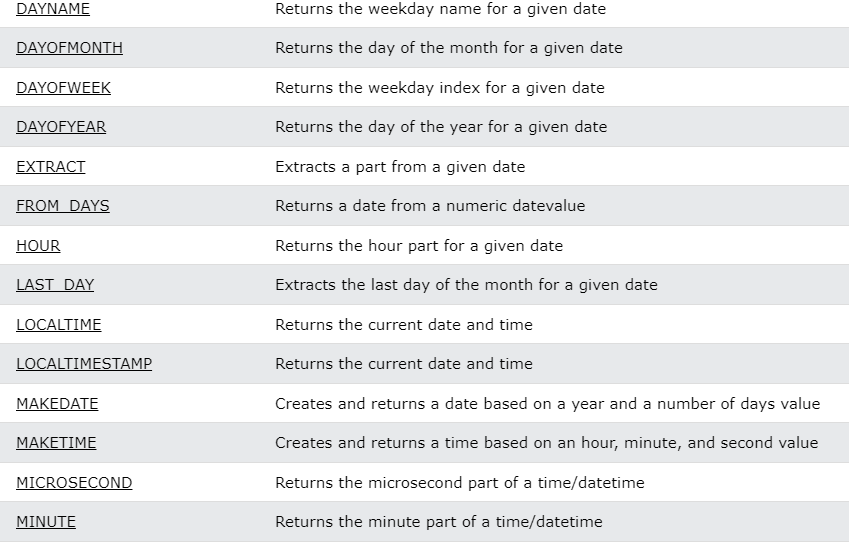 DAYNAME Returns the weekday name for a given date
DAYOFMONTH Returns the day of the month for a given date
DAYOFWEEK Returns the weekday index for a given date
DAYOFYEAR Returns the day of the year for a given date
EXTRACT Extracts a part from a given date
FROM_DAYS Returns a date from a numeric datevalue
HOUR Returns the hour part for a given date
LAST_DAY Extracts the last day of the month for a given date
LOCALTIME Returns the current date and time
LOCALTIMESTAMP Returns the current date and time
MAKEDATE Creates and returns a date based on a year and a number of days value
MAKETIME Creates and returns a time based on an hour, minute, and second value
MICROSECOND Returns the microsecond part of a time/datetime
MINUTE Returns the minute part of a time/datetime